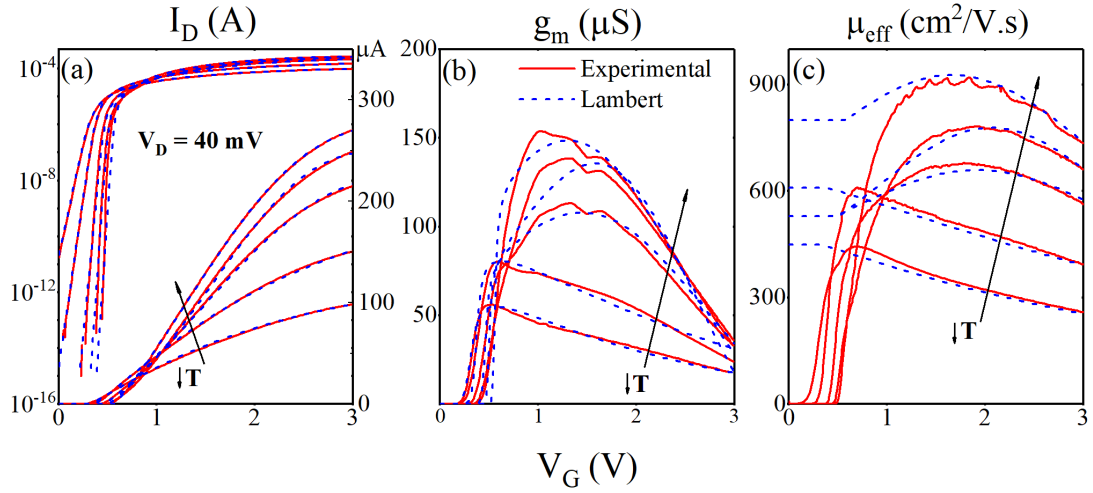 I_D (A)
g_m (μS)
μ_eff (cm²/V.s)
(a)
μA
10⁻⁴
10⁻⁸
10⁻¹²
10⁻¹⁶
V_D = 40 mV
300
200
100
0
↓T
0 1 2 3
(b)
Experimental
Lambert
200
150
100
50
↓T
0 1 2 3
(c)
900
600
300
0
↓T
0 1 2 3
V_G (V)